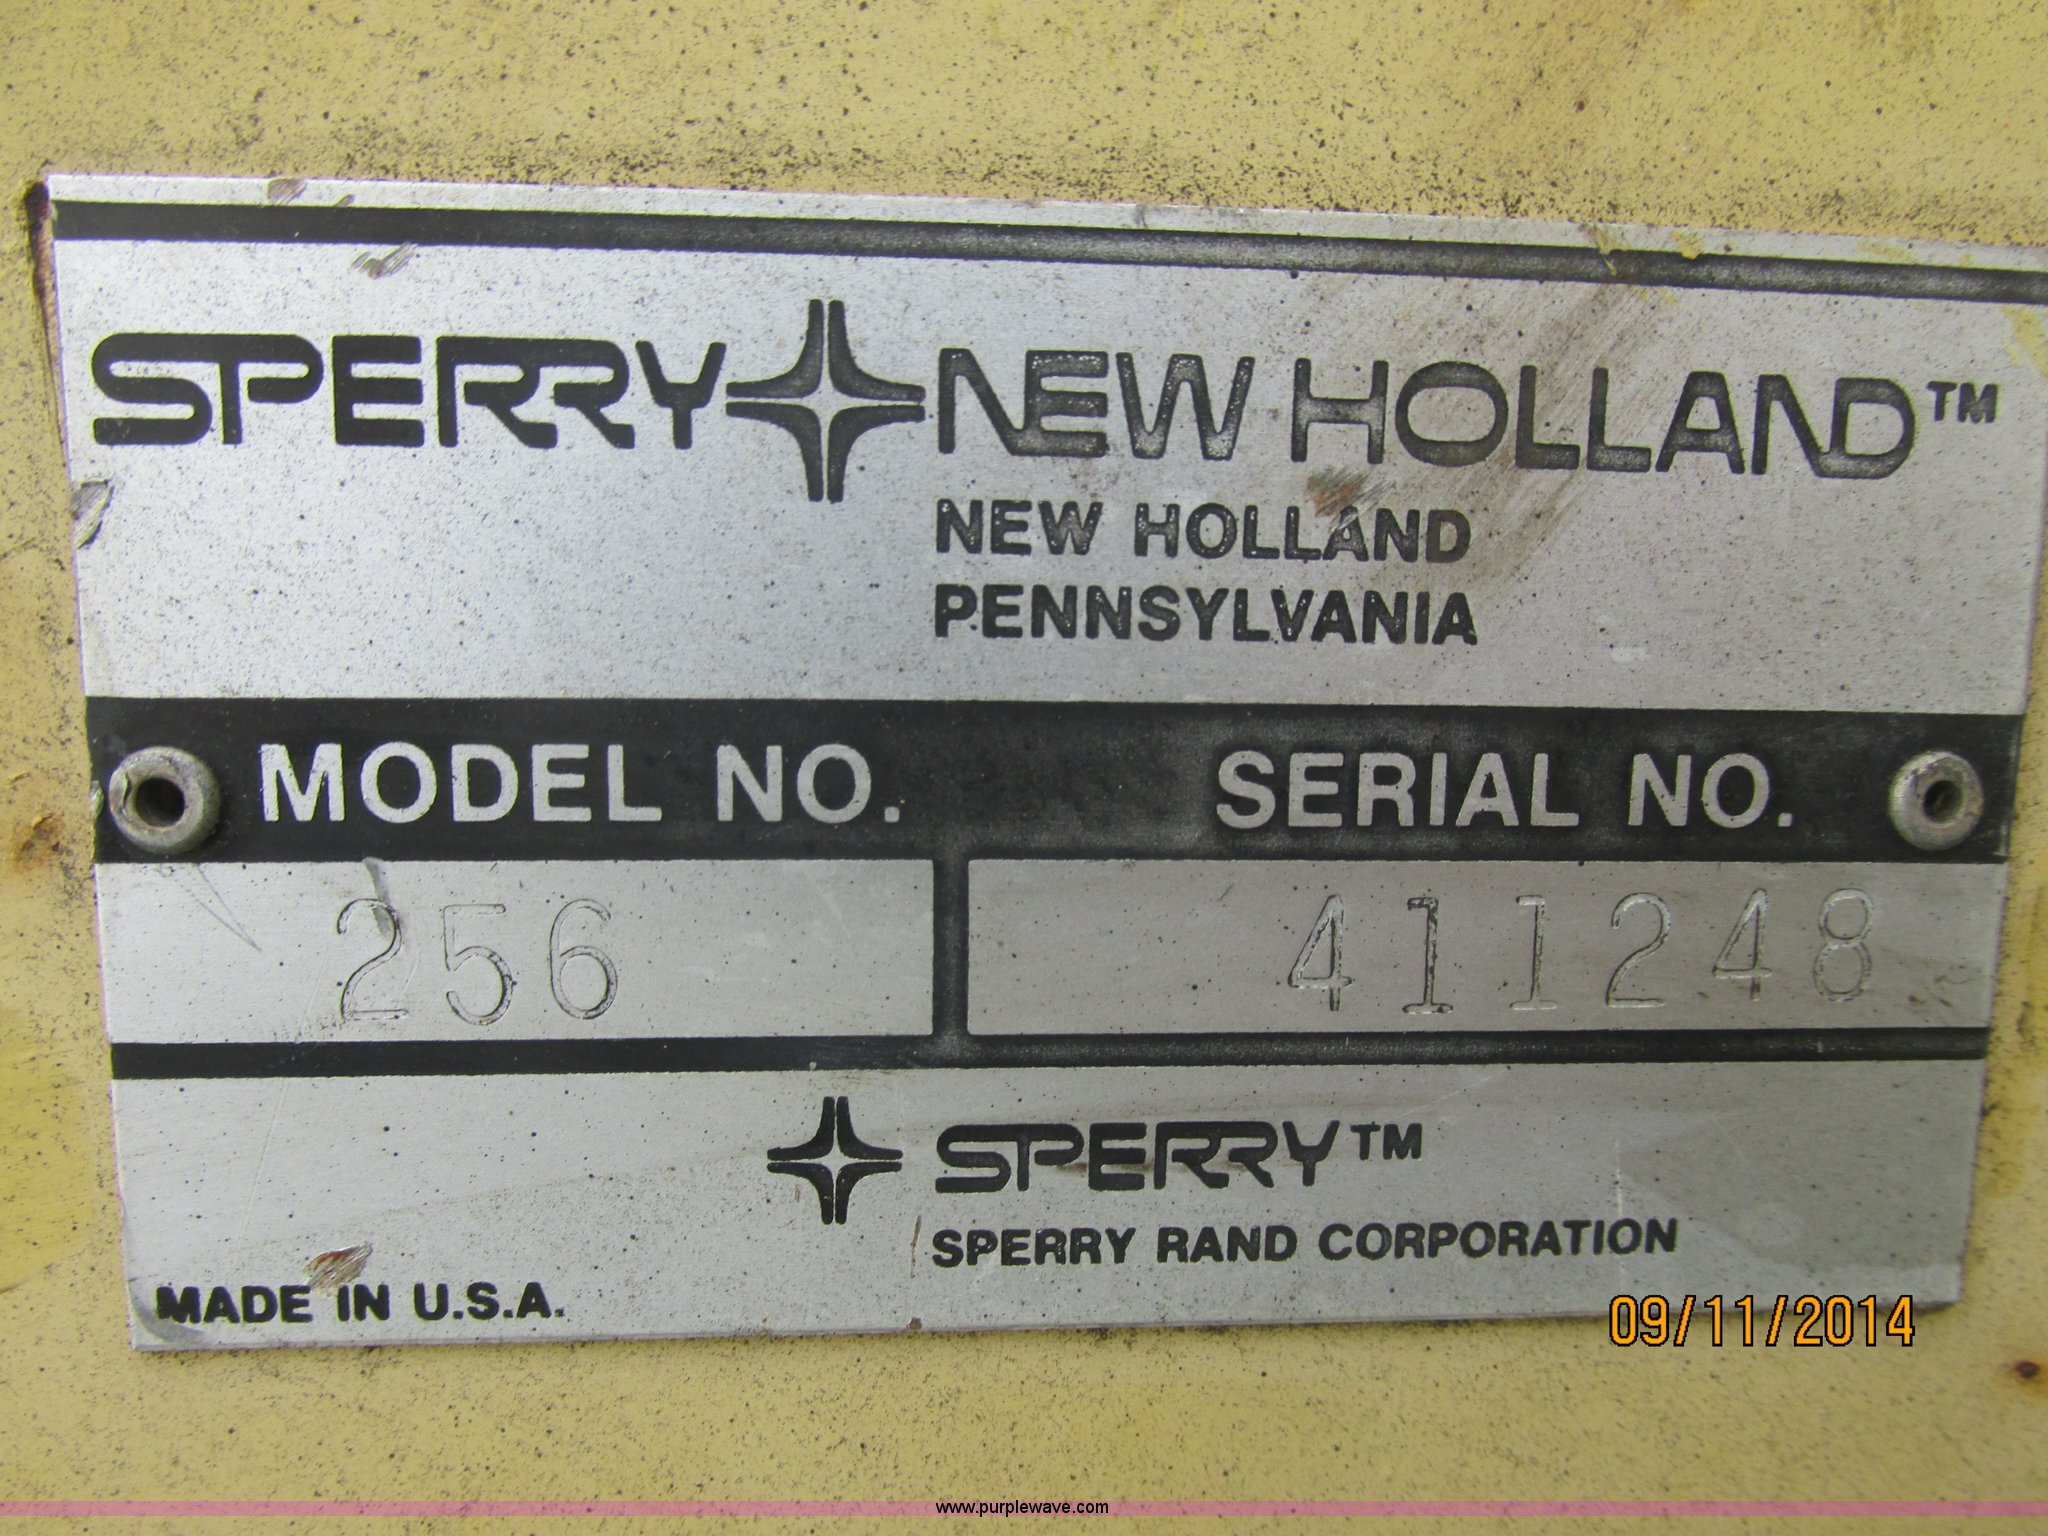 SPERRY NEW HOLLAND™
NEW HOLLAND
PENNSYLVANIA
MODEL NO. SERIAL NO.
256 411248
SPERRY™
SPERRY RAND CORPORATION
MADE IN U.S.A.
09/11/2014
www.purplewave.com